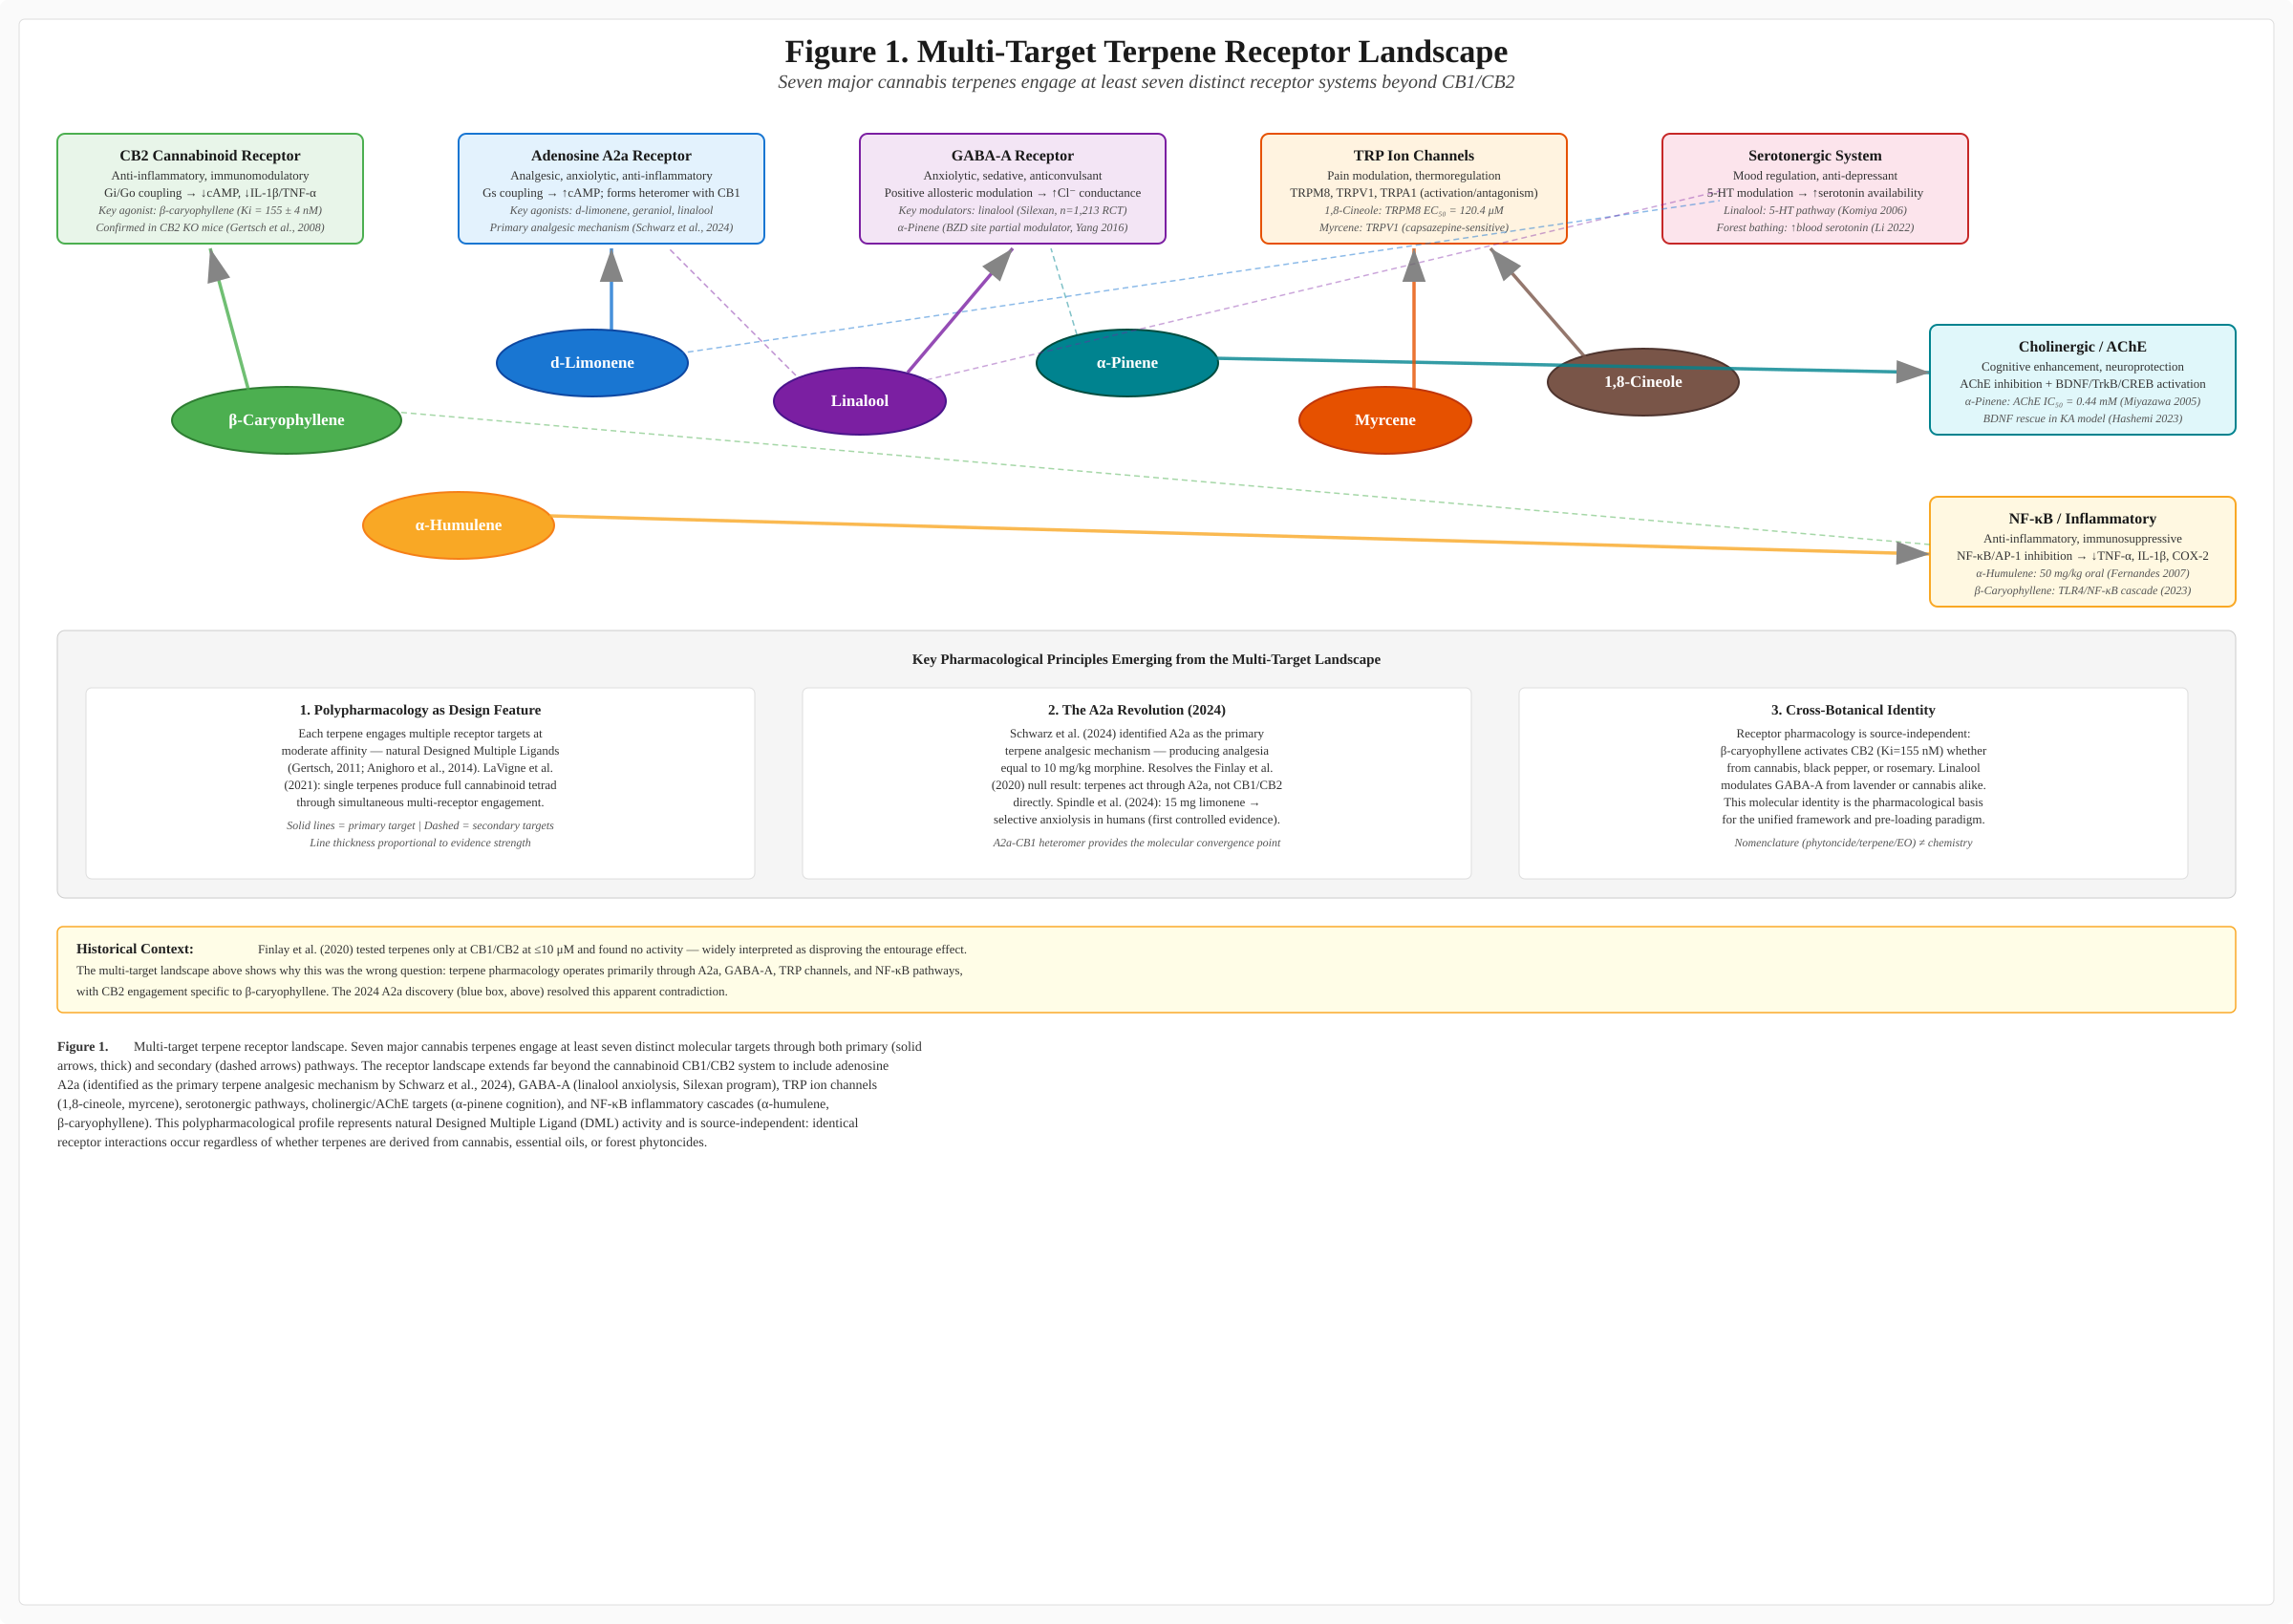 Figure 1. Multi-Target Terpene Receptor Landscape
Seven major cannabis terpenes engage at least seven distinct receptor systems beyond CB1/CB2
CB2 Cannabinoid Receptor
Anti-inflammatory, immunomodulatory
Gi/Go coupling → ↓cAMP, ↓IL-1β/TNF-α
Key agonist: β-caryophyllene (Ki = 155 ± 4 nM)
Confirmed in CB2 KO mice (Gertsch et al., 2008)
Adenosine A2a Receptor
Analgesic, anxiolytic, anti-inflammatory
Gs coupling → ↑cAMP; forms heteromer with CB1
Key agonists: d-limonene, geraniol, linalool
Primary analgesic mechanism (Schwarz et al., 2024)
GABA-A Receptor
Anxiolytic, sedative, anticonvulsant
Positive allosteric modulation → ↑Cl⁻ conductance
Key modulators: linalool (Silexan, n=1,213 RCT)
α-Pinene (BZD site partial modulator, Yang 2016)
TRP Ion Channels
Pain modulation, thermoregulation
TRPM8, TRPV1, TRPA1 (activation/antagonism)
1,8-Cineole: TRPM8 EC₅₀ = 120.4 μM
Myrcene: TRPV1 (capsazepine-sensitive)
Serotonergic System
Mood regulation, anti-depressant
5-HT modulation → ↑serotonin availability
Linalool: 5-HT pathway (Komiya 2006)
Forest bathing: ↑blood serotonin (Li 2022)
d-Limonene
α-Pinene
1,8-Cineole
Linalool
β-Caryophyllene
Myrcene
Cholinergic / AChE
Cognitive enhancement, neuroprotection
AChE inhibition + BDNF/TrkB/CREB activation
α-Pinene: AChE IC₅₀ = 0.44 mM (Miyazawa 2005)
BDNF rescue in KA model (Hashemi 2023)
α-Humulene
NF-κB / Inflammatory
Anti-inflammatory, immunosuppressive
NF-κB/AP-1 inhibition → ↓TNF-α, IL-1β, COX-2
α-Humulene: 50 mg/kg oral (Fernandes 2007)
β-Caryophyllene: TLR4/NF-κB cascade (2023)
Key Pharmacological Principles Emerging from the Multi-Target Landscape
1. Polypharmacology as Design Feature
Each terpene engages multiple receptor targets at
moderate affinity — natural Designed Multiple Ligands
(Gertsch, 2011; Anighoro et al., 2014). LaVigne et al.
(2021): single terpenes produce full cannabinoid tetrad
through simultaneous multi-receptor engagement.
Solid lines = primary target | Dashed = secondary targets
Line thickness proportional to evidence strength
2. The A2a Revolution (2024)
Schwarz et al. (2024) identified A2a as the primary
terpene analgesic mechanism — producing analgesia
equal to 10 mg/kg morphine. Resolves the Finlay et al.
(2020) null result: terpenes act through A2a, not CB1/CB2
directly. Spindle et al. (2024): 15 mg limonene →
selective anxiolysis in humans (first controlled evidence).
A2a-CB1 heteromer provides the molecular convergence point
3. Cross-Botanical Identity
Receptor pharmacology is source-independent:
β-caryophyllene activates CB2 (Ki=155 nM) whether
from cannabis, black pepper, or rosemary. Linalool
modulates GABA-A from lavender or cannabis alike.
This molecular identity is the pharmacological basis
for the unified framework and pre-loading paradigm.
Nomenclature (phytoncide/terpene/EO) ≠ chemistry
Historical Context: Finlay et al. (2020) tested terpenes only at CB1/CB2 at ≤10 μM and found no activity — widely interpreted as disproving the entourage effect.
The multi-target landscape above shows why this was the wrong question: terpene pharmacology operates primarily through A2a, GABA-A, TRP channels, and NF-κB pathways,
with CB2 engagement specific to β-caryophyllene. The 2024 A2a discovery (blue box, above) resolved this apparent contradiction.
Figure 1. Multi-target terpene receptor landscape. Seven major cannabis terpenes engage at least seven distinct molecular targets through both primary (solid
arrows, thick) and secondary (dashed arrows) pathways. The receptor landscape extends far beyond the cannabinoid CB1/CB2 system to include adenosine
A2a (identified as the primary terpene analgesic mechanism by Schwarz et al., 2024), GABA-A (linalool anxiolysis, Silexan program), TRP ion channels
(1,8-cineole, myrcene), serotonergic pathways, cholinergic/AChE targets (α-pinene cognition), and NF-κB inflammatory cascades (α-humulene,
β-caryophyllene). This polypharmacological profile represents natural Designed Multiple Ligand (DML) activity and is source-independent: identical
receptor interactions occur regardless of whether terpenes are derived from cannabis, essential oils, or forest phytoncides.